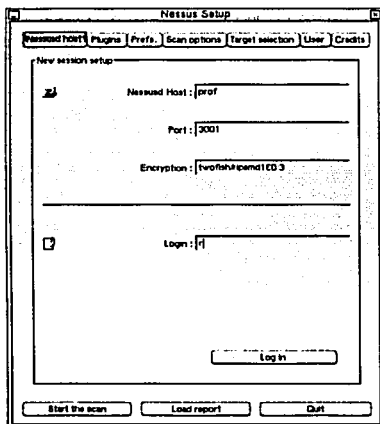 Nessus Setup
Nessusd host Plugins Prefs. Scan options Target selection User Credits
New session setup
Nessusd Host : prof
Port : 3001
Encryption : twofish/ripemd160:3
Login : r
Log in
Start the scan Load report Quit